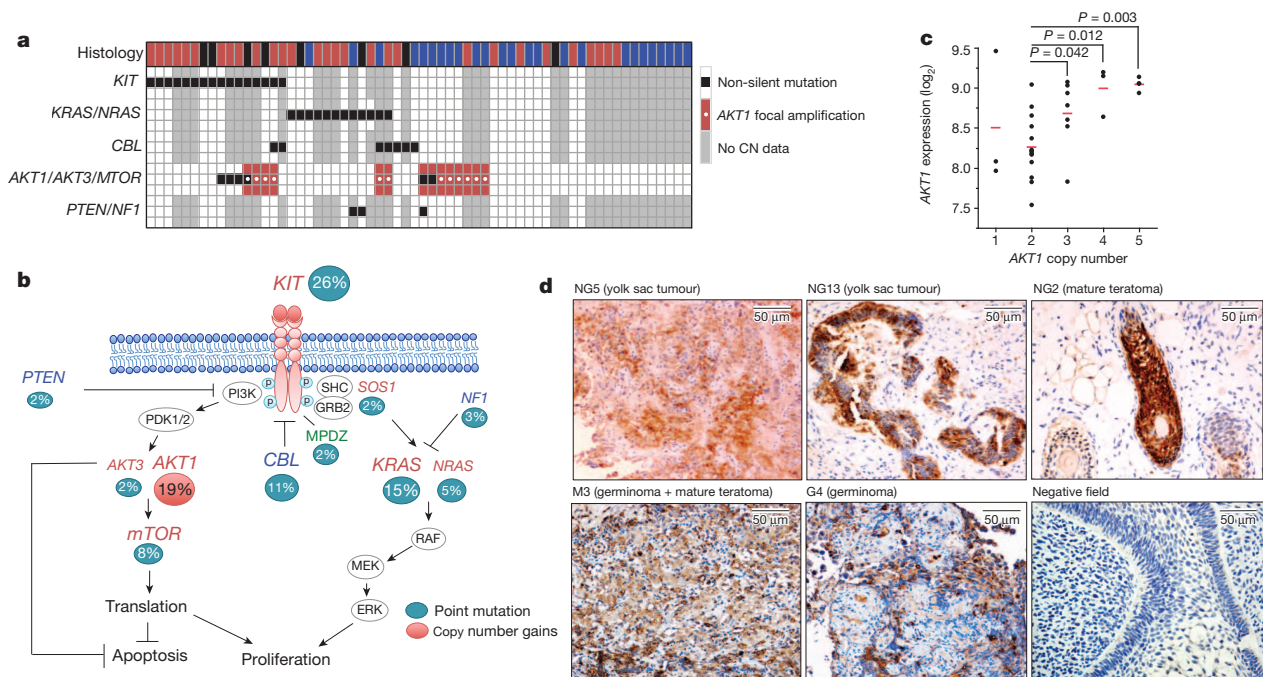 a
Histology
KIT
KRAS/NRAS
CBL
AKT1/AKT3/MTOR
PTEN/NF1
Non-silent mutation
AKT1 focal amplification
No CN data
c
P = 0.003
P = 0.012
P = 0.042
9.5
9.0
8.5
8.0
7.5
AKT1 expression (log2)
1 2 3 4 5
AKT1 copy number
b
KIT 26%
PTEN
2%
PI3K
P P
P P
SHC
GRB2
SOS1
2%
NF1
3%
PDK1/2
MPDZ
2%
CBL
11%
AKT3
2%
AKT1
19%
KRAS
15%
NRAS
5%
mTOR
8%
RAF
MEK
ERK
Translation
Apoptosis
Proliferation
Point mutation
Copy number gains
d
NG5 (yolk sac tumour)
50 μm
NG13 (yolk sac tumour)
50 μm
NG2 (mature teratoma)
50 μm
M3 (germinoma + mature teratoma)
50 μm
G4 (germinoma)
50 μm
Negative field
50 μm